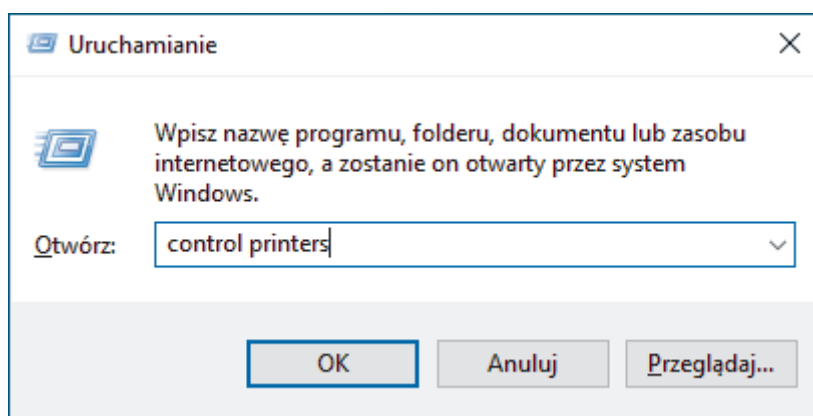 Uruchamianie
Wpisz nazwę programu, folderu, dokumentu lub zasobu
internetowego, a zostanie on otwarty przez system
Windows.
Otwórz: control printers
OK Anuluj Przeglądaj...